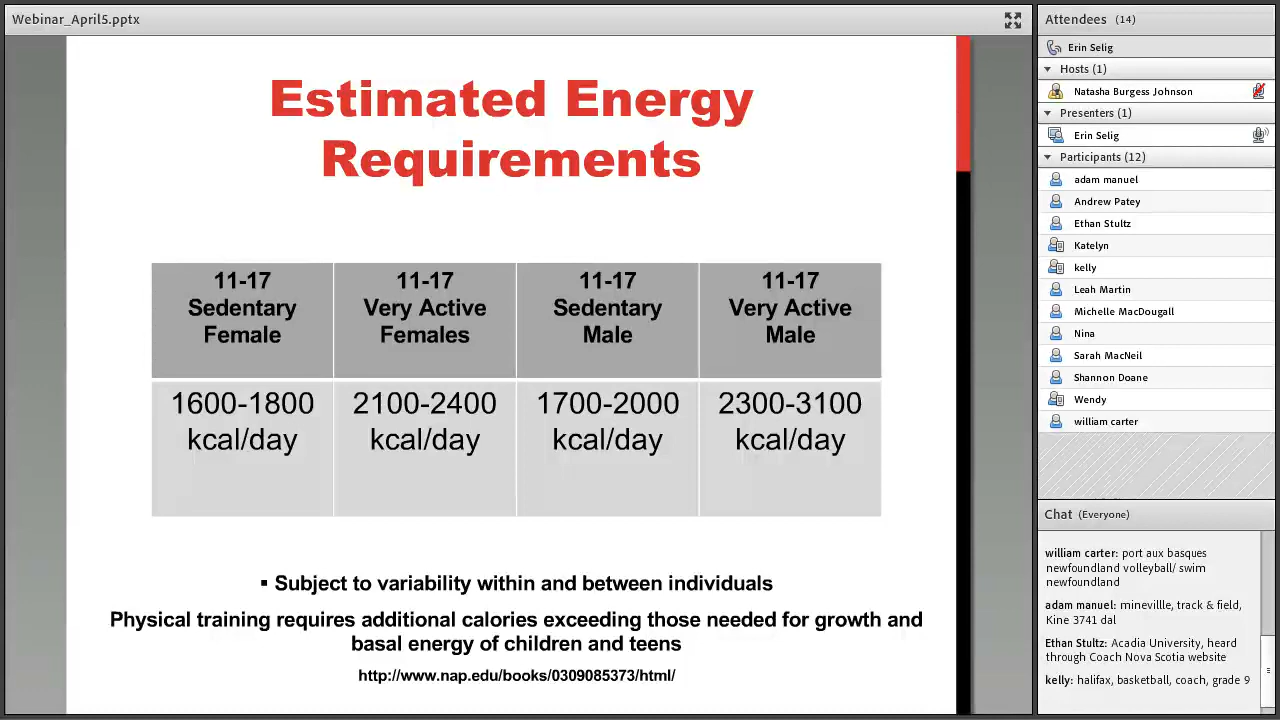 Webinar_April5.pptx
Estimated Energy
Requirements
11-17
Sedentary
Female
11-17
Very Active
Females
11-17
Sedentary
Male
11-17
Very Active
Male
1600-1800
kcal/day
2100-2400
kcal/day
1700-2000
kcal/day
2300-3100
kcal/day
▪ Subject to variability within and between individuals
Physical training requires additional calories exceeding those needed for growth and
basal energy of children and teens
http://www.nap.edu/books/0309085373/html/
Attendees (14)
Erin Selig
Hosts (1)
Natasha Burgess Johnson
Presenters (1)
Erin Selig
Participants (12)
adam manuel
Andrew Patey
Ethan Stultz
Katelyn
kelly
Leah Martin
Michelle MacDougall
Nina
Sarah MacNeil
Shannon Doane
Wendy
william carter
Chat (Everyone)
william carter: port aux basques
newfoundland volleyball/ swim
newfoundland
adam manuel: minevillle, track & field,
Kine 3741 dal
Ethan Stultz: Acadia University, heard
through Coach Nova Scotia website
kelly: halifax, basketball, coach, grade 9